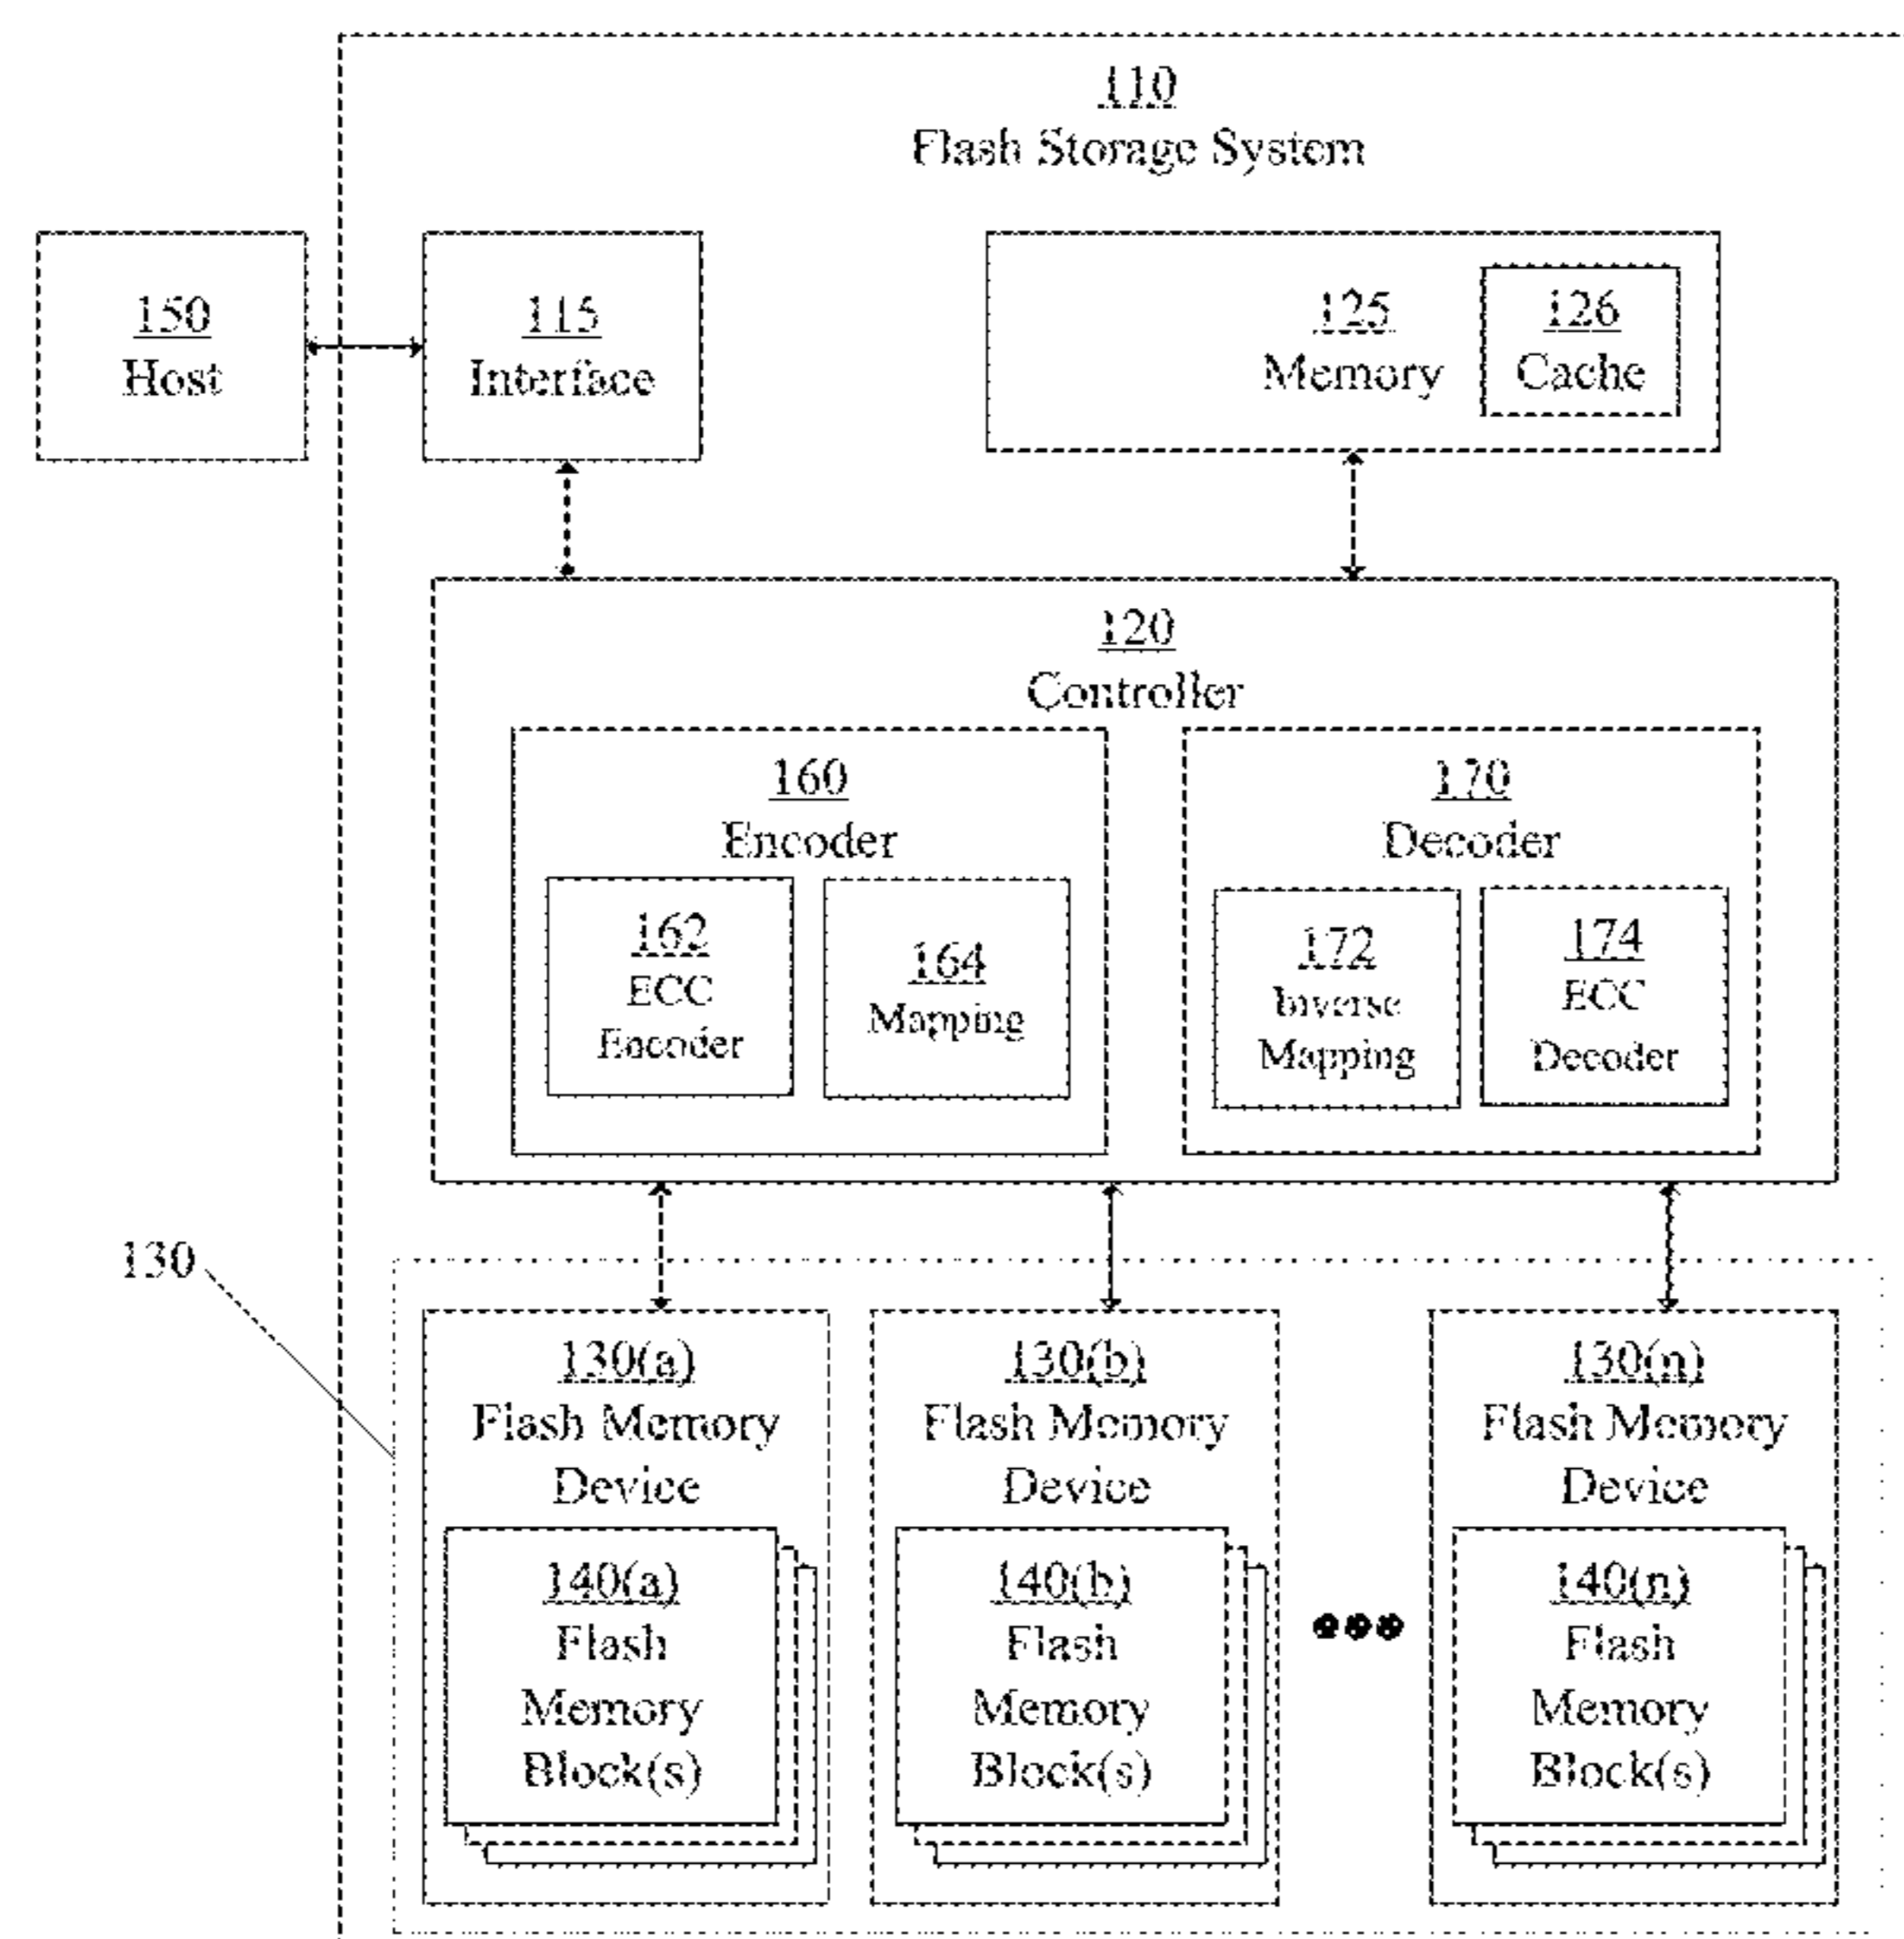 110
Flash Storage System
150
Host
115
Interface
125
Memory
126
Cache
120
Controller
160
Encoder
162
ECC
Encoder
164
Mapping
170
Decoder
172
Inverse
Mapping
174
ECC
Decoder
130
130(a)
Flash Memory
Device
140(a)
Flash
Memory
Block(s)
130(b)
Flash Memory
Device
140(b)
Flash
Memory
Block(s)
130(n)
Flash Memory
Device
140(n)
Flash
Memory
Block(s)